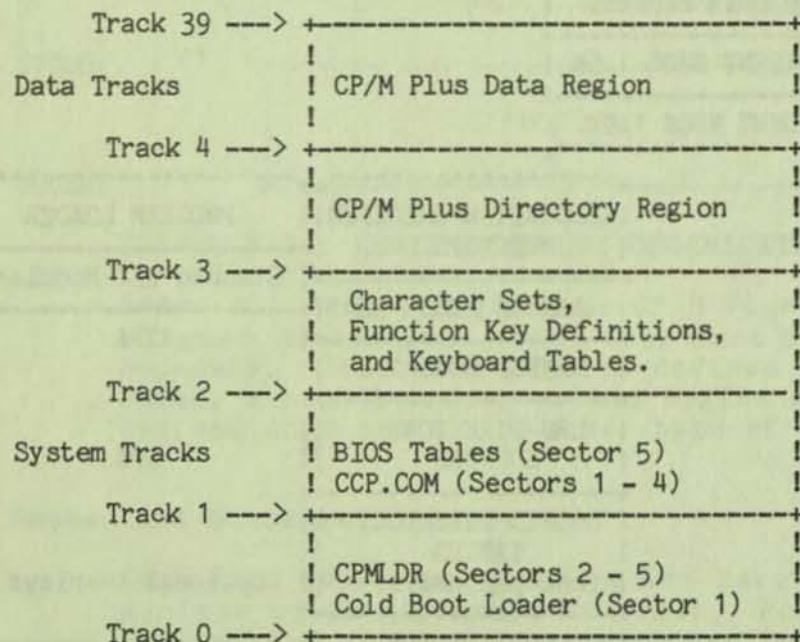 Track 39 ---> +-------------------------------+
! !
Data Tracks ! CP/M Plus Data Region !
! !
Track 4 ---> +-------------------------------+
! !
! CP/M Plus Directory Region !
! !
Track 3 ---> +-------------------------------+
! Character Sets, !
! Function Key Definitions, !
! and Keyboard Tables. !
Track 2 ---> +-------------------------------!
! !
System Tracks ! BIOS Tables (Sector 5) !
! CCP.COM (Sectors 1 - 4) !
Track 1 ---> +-------------------------------+
! !
! CPMLDR (Sectors 2 - 5) !
! Cold Boot Loader (Sector 1) !
Track 0 ---> +-------------------------------+